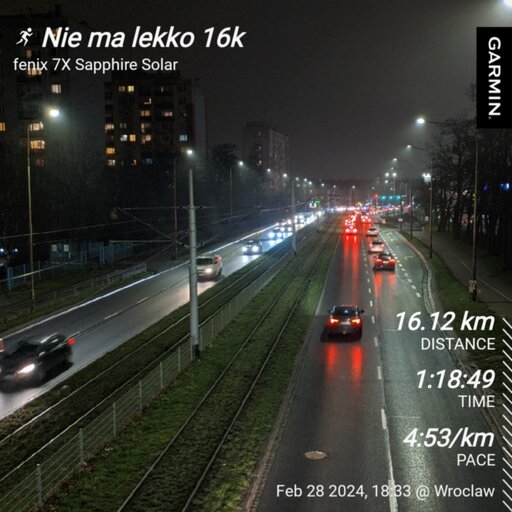 Nie ma lekko 16k
fenix 7X Sapphire Solar
GARMIN
16.12 km
DISTANCE
1:18:49
TIME
4:53/km
PACE
Feb 28 2024, 18:33 @ Wroclaw